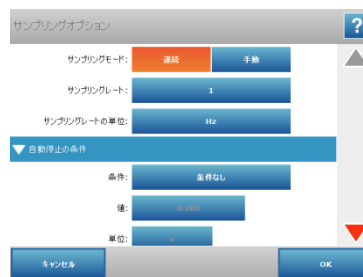 サンプリングオプション ?
サンプリングモード: 連続 手動
サンプリングレート: 1
サンプリングレートの単位: Hz
自動停止の条件
条件: 条件なし
値: 0.000
単位: s
キャンセル OK